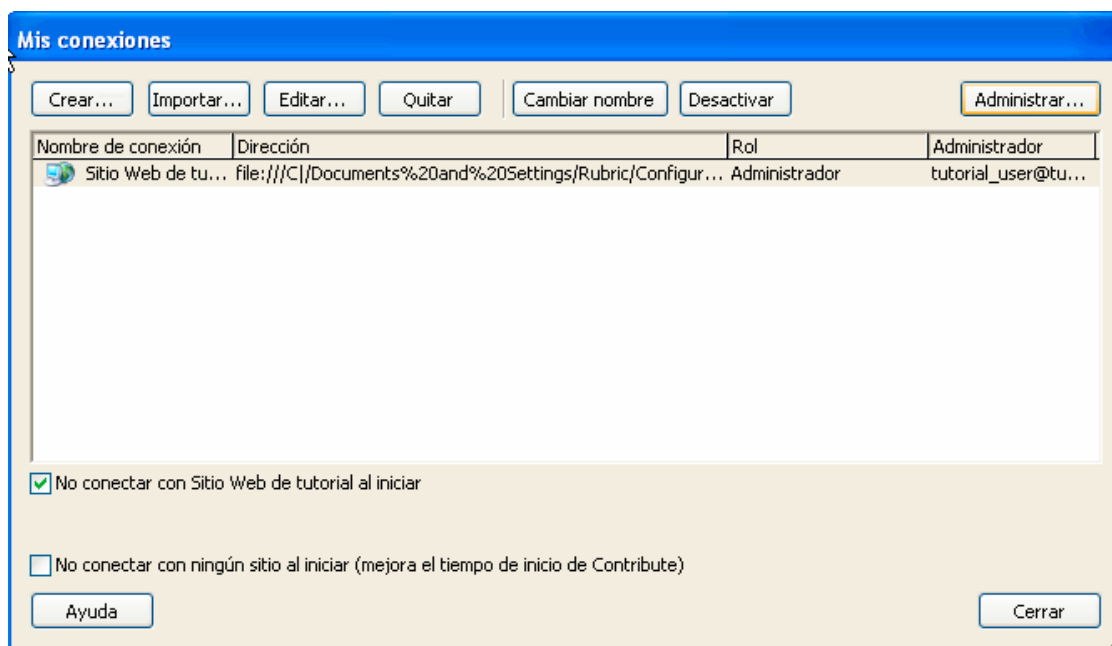 Mis conexiones
Crear... Importar... Editar... Quitar Cambiar nombre Desactivar Administrar...
Nombre de conexión Dirección Rol Administrador
Sitio Web de tu... file:///C|/Documents%20and%20Settings/Rubric/Configur... Administrador tutorial_user@tu...
No conectar con Sitio Web de tutorial al iniciar
No conectar con ningún sitio al iniciar (mejora el tiempo de inicio de Contribute)
Ayuda Cerrar